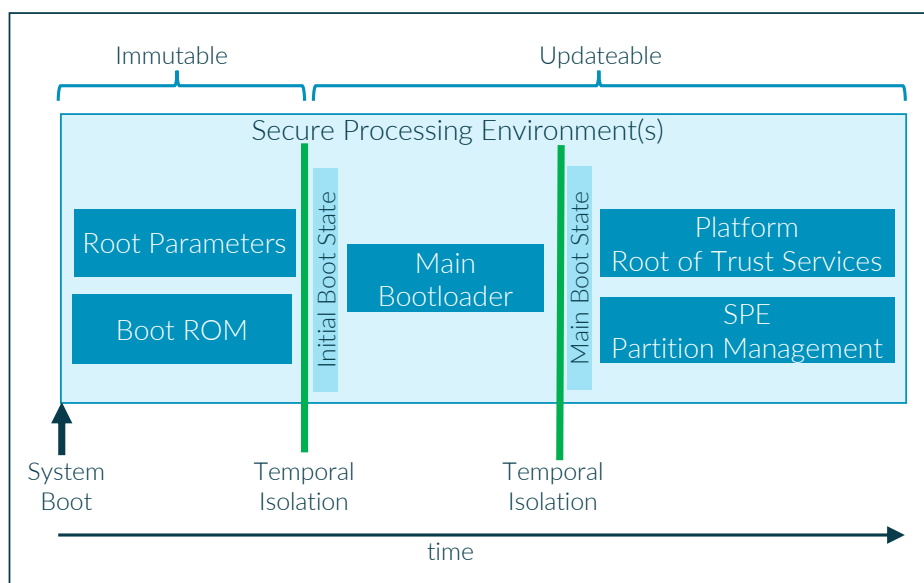 Immutable
Updateable
Secure Processing Environment(s)
Root Parameters
Boot ROM
Initial Boot State
Main
Bootloader
Main Boot State
Platform
Root of Trust Services
SPE
Partition Management
System
Boot
Temporal
Isolation
Temporal
Isolation
time